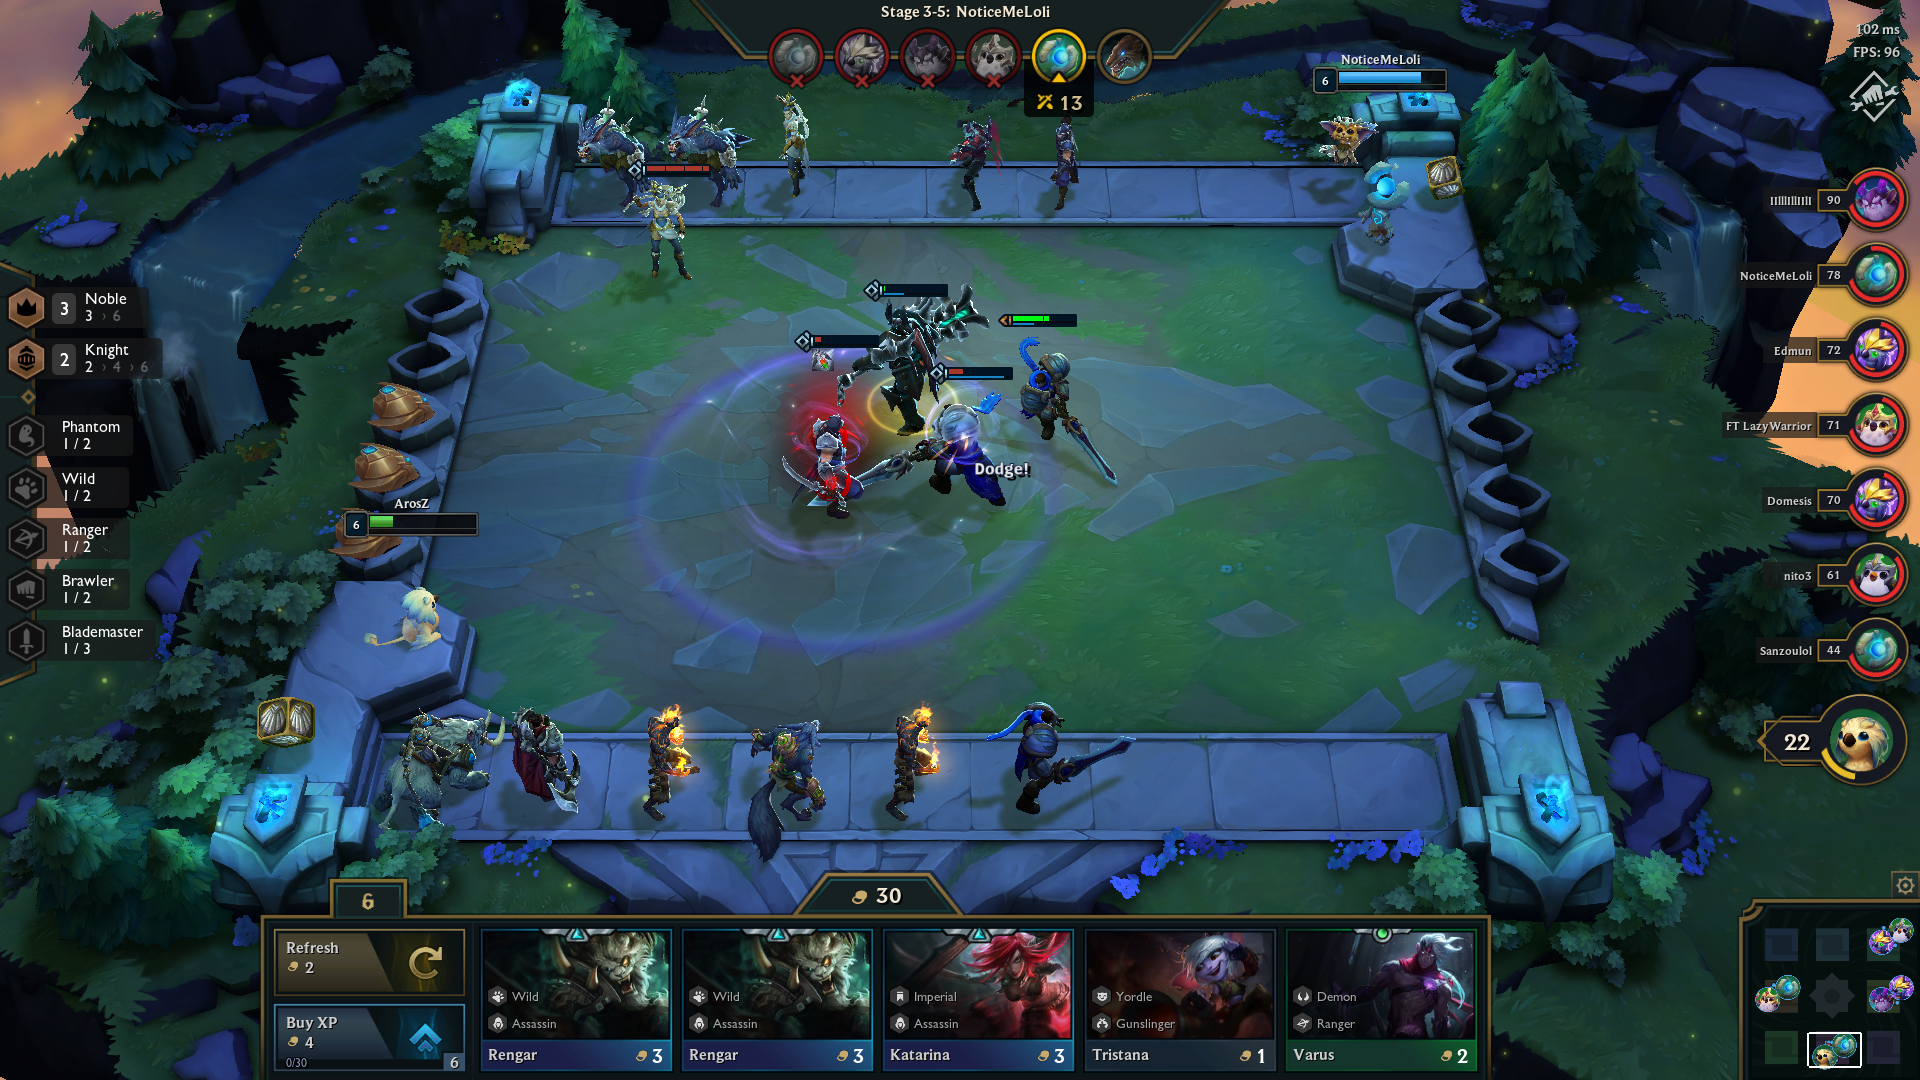 Stage 3-5: NoticeMeLoli
102 ms
FPS: 96
13
NoticeMeLoli
6
90
NoticeMeLoli
78
Edmun
72
FT LazyWarrior
71
Domesis
70
nito3
61
Sanzoulol
44
22
3
Noble
3 › 6
2
Knight
2 › 4 › 6
Phantom
1 / 2
Wild
1 / 2
Ranger
1 / 2
Brawler
1 / 2
Blademaster
1 / 3
ArosZ
6
Dodge!
6
30
Refresh
2
Buy XP
4
0/30
6
Wild
Assassin
Rengar
3
Wild
Assassin
Rengar
3
Imperial
Assassin
Katarina
3
Yordle
Gunslinger
Tristana
1
Demon
Ranger
Varus
2